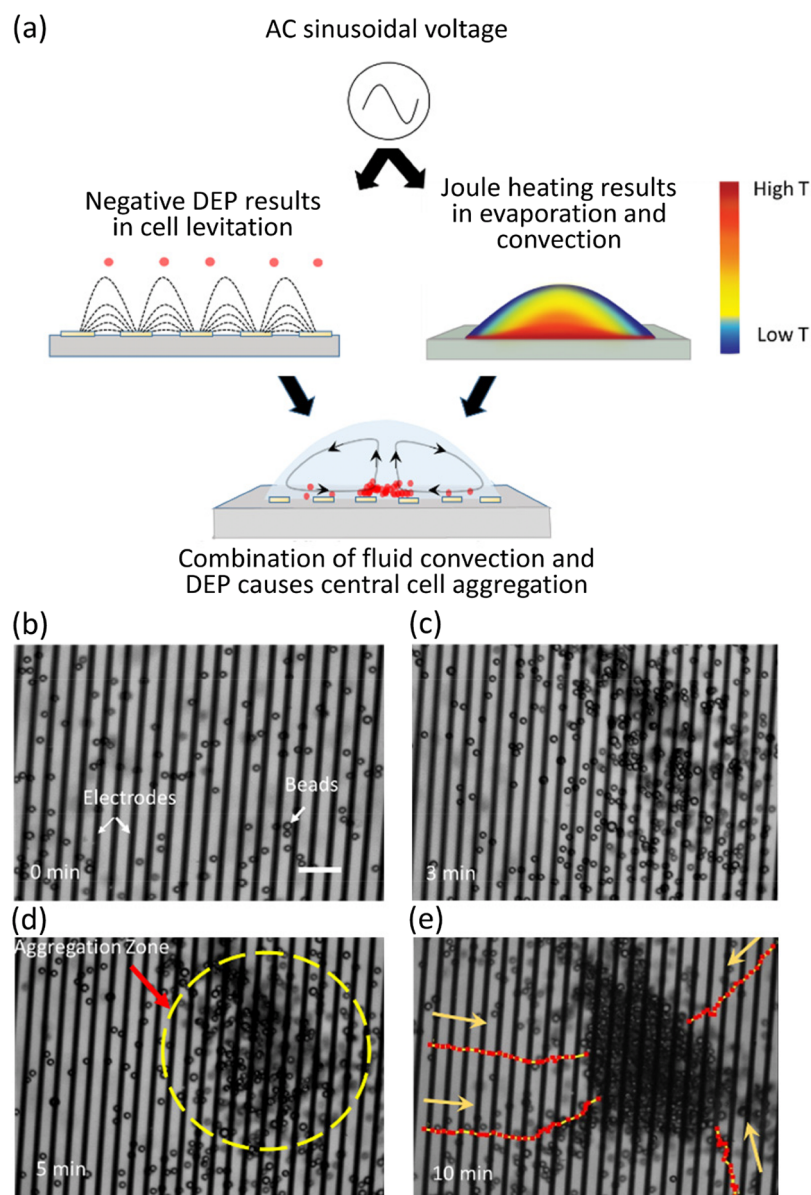 (a)
AC sinusoidal voltage
Negative DEP results
in cell levitation
Joule heating results
in evaporation and
convection
High T
Low T
Combination of fluid convection and
DEP causes central cell aggregation
(b)
Electrodes
Beads
0 min
(c)
3 min
(d)
Aggregation Zone
5 min
(e)
10 min